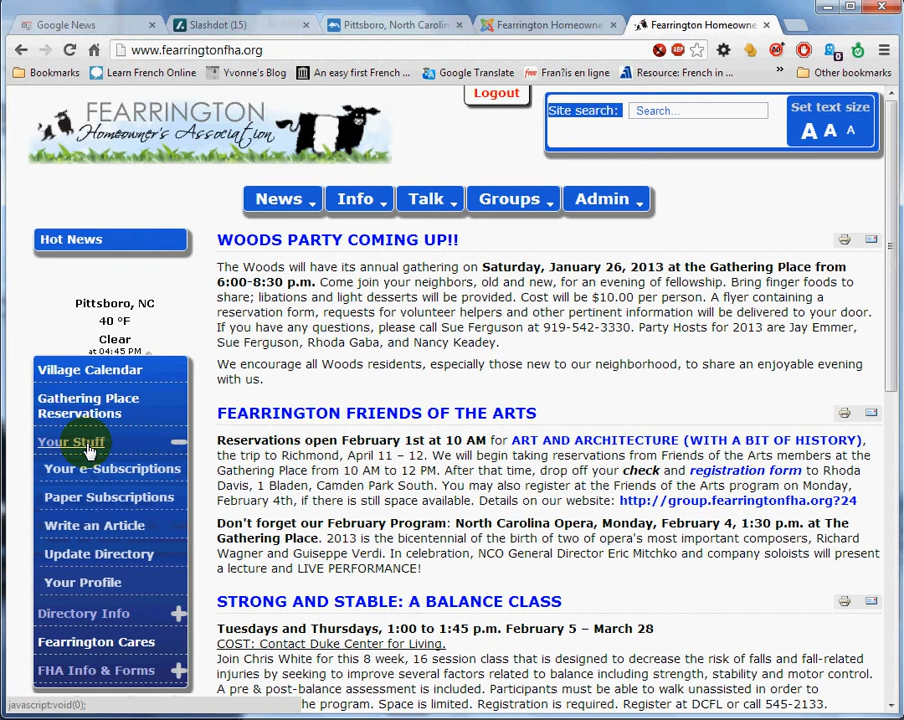 Google News
Slashdot (15)
Pittsboro, North Carolin
Fearrington Homeowne
Fearrington Homeowne
www.fearringtonfha.org
Bookmarks
Learn French Online
Yvonne's Blog
An easy first French ...
Google Translate
Fran?is en ligne
Resource: French in ...
»
Other bookmarks
FEARRINGTON
Homeowner's Association
Logout
Site search:
Search...
Set text size
A A A
News
Info
Talk
Groups
Admin
Hot News
Pittsboro, NC
40 °F
Clear
at 04:45 PM
Village Calendar
Gathering Place
Reservations
Your Stuff
Your e-Subscriptions
Paper Subscriptions
Write an Article
Update Directory
Your Profile
Directory Info
Fearrington Cares
FHA Info & Forms
WOODS PARTY COMING UP!!
The Woods will have its annual gathering on Saturday, January 26, 2013 at the Gathering Place from
6:00-8:30 p.m. Come join your neighbors, old and new, for an evening of fellowship. Bring finger foods to
share; libations and light desserts will be provided. Cost will be $10.00 per person. A flyer containing a
reservation form, requests for volunteer helpers and other pertinent information will be delivered to your door.
If you have any questions, please call Sue Ferguson at 919-542-3330. Party Hosts for 2013 are Jay Emmer,
Sue Ferguson, Rhoda Gaba, and Nancy Keadey.
We encourage all Woods residents, especially those new to our neighborhood, to share an enjoyable evening
with us.
FEARRINGTON FRIENDS OF THE ARTS
Reservations open February 1st at 10 AM for ART AND ARCHITECTURE (WITH A BIT OF HISTORY),
the trip to Richmond, April 11 – 12. We will begin taking reservations from Friends of the Arts members at the
Gathering Place from 10 AM to 12 PM. After that time, drop off your check and registration form to Rhoda
Davis, 1 Bladen, Camden Park South. You may also register at the Friends of the Arts program on Monday,
February 4th, if there is still space available. Details on our website: http://group.fearringtonfha.org?24
Don't forget our February Program: North Carolina Opera, Monday, February 4, 1:30 p.m. at The
Gathering Place. 2013 is the bicentennial of the birth of two of opera's most important composers, Richard
Wagner and Guiseppe Verdi. In celebration, NCO General Director Eric Mitchko and company soloists will present
a lecture and LIVE PERFORMANCE!
STRONG AND STABLE: A BALANCE CLASS
Tuesdays and Thursdays, 1:00 to 1:45 p.m. February 5 – March 28
COST: Contact Duke Center for Living.
Join Chris White for this 8 week, 16 session class that is designed to decrease the risk of falls and fall-related
injuries by seeking to improve several factors related to balance including strength, stability and motor control.
A pre & post-balance assessment is included. Participants must be able to walk unassisted in order to
he program. Space is limited. Registration is required. Register at DCFL or call 545-2133.
javascript:void(0);